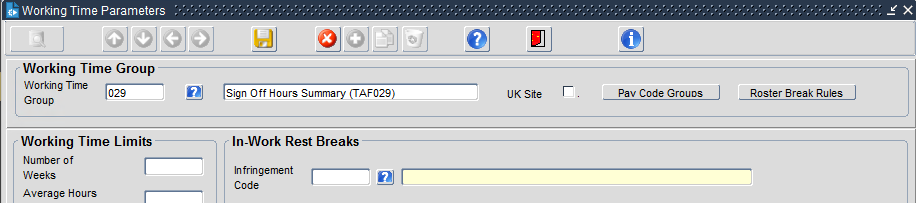 Working Time Parameters
Working Time Group
Working Time
Group
029
Sign Off Hours Summary (TAF029)
UK Site
.
Pay Code Groups
Roster Break Rules
Working Time Limits
Number of
Weeks
Average Hours
In-Work Rest Breaks
Infringement
Code